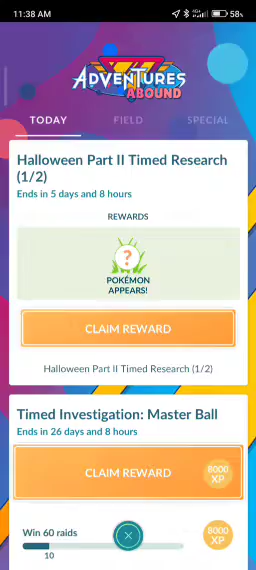 11:38 AM
58%
ADVENTURES
ABOUND
TODAY FIELD SPECIAL
Halloween Part II Timed Research
(1/2)
Ends in 5 days and 8 hours
REWARDS
?
POKÉMON
APPEARS!
CLAIM REWARD
Halloween Part II Timed Research (1/2)
Timed Investigation: Master Ball
Ends in 26 days and 8 hours
CLAIM REWARD
8000
XP
Win 60 raids
10
8000
XP